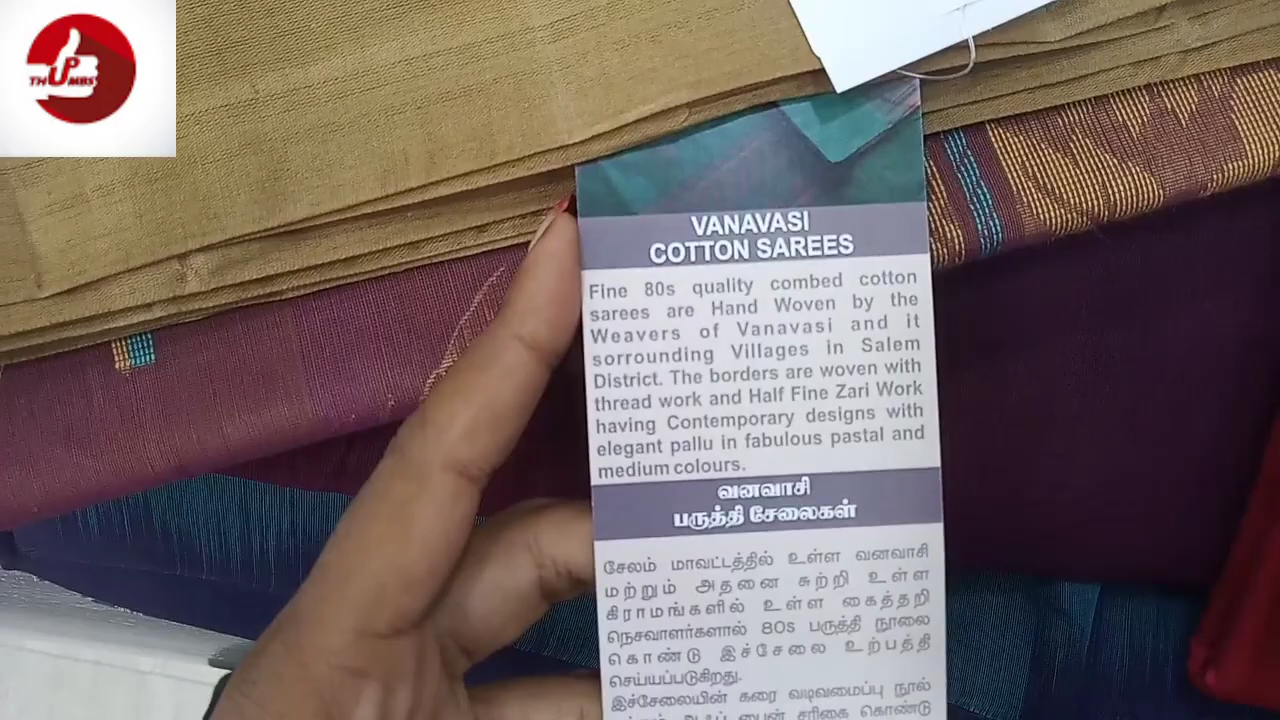 THUMBS UP
VANAVASI
COTTON SAREES
Fine 80s quality combed cotton
sarees are Hand Woven by the
Weavers of Vanavasi and it
sorrounding Villages in Salem
District. The borders are woven with
thread work and Half Fine Zari Work
having Contemporary designs with
elegant pallu in fabulous pastal and
medium colours.
வனவாசி
பருத்தி சேலைகள்
சேலம் மாவட்டத்தில் உள்ள வனவாசி
மற்றும் அதனை சுற்றி உள்ள
கிராமங்களில் உள்ள கைத்தறி
நெசவாளர்களால் 80s பருத்தி நூலை
கொண்டு இச்சேலை உற்பத்தி
செய்யப்படுகிறது.
இச்சேலையின் கரை வடிவமைப்பு நூல்
சரிகை கொண்டு